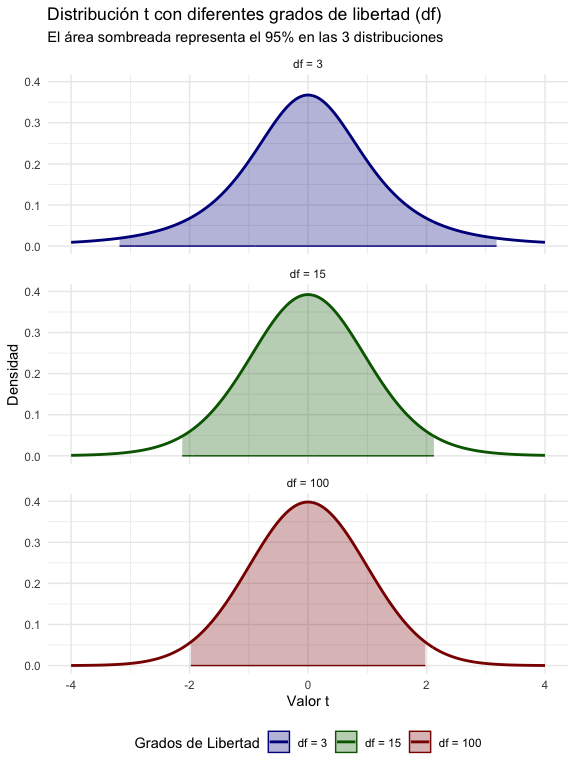 Distribución t con diferentes grados de libertad (df)
El área sombreada representa el 95% en las 3 distribuciones
df = 3
0.4
0.3
0.2
0.1
0.0
df = 15
0.4
0.3
0.2
0.1
0.0
Densidad
df = 100
0.4
0.3
0.2
0.1
0.0
-4 -2 0 2 4
Valor t
Grados de Libertad df = 3 df = 15 df = 100